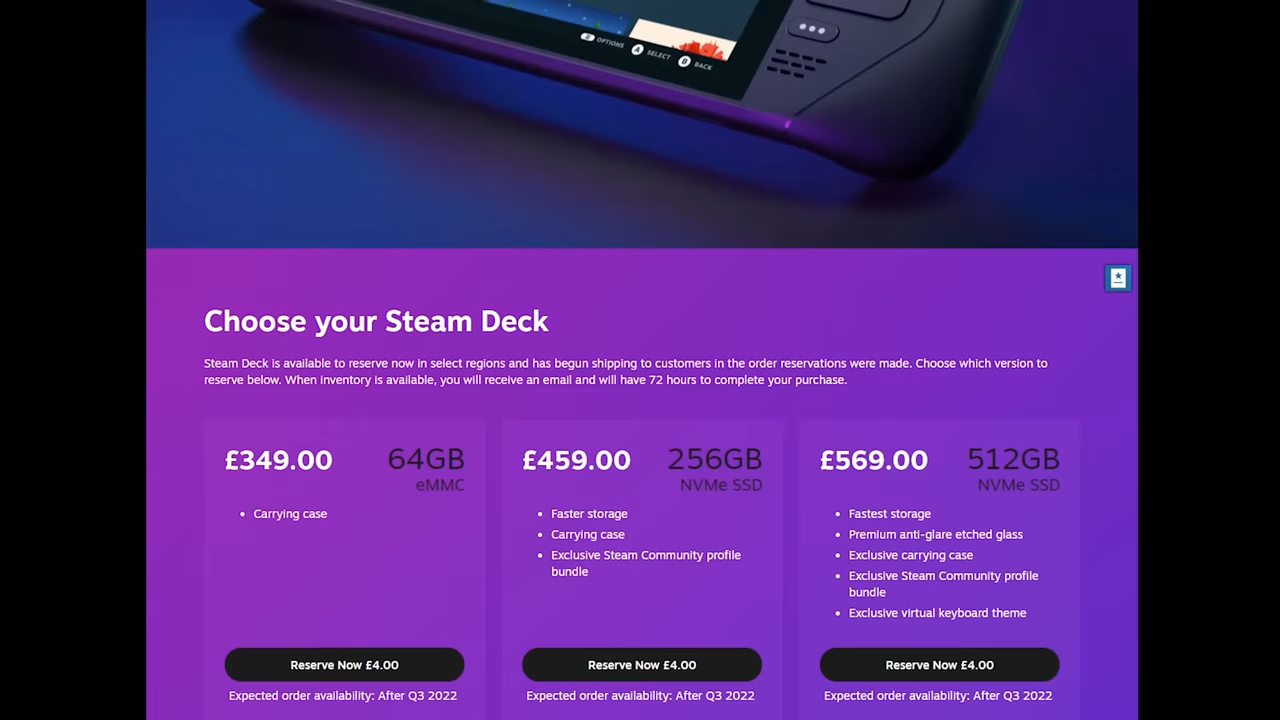 OPTIONS
A SELECT
B BACK
Choose your Steam Deck
Steam Deck is available to reserve now in select regions and has begun shipping to customers in the order reservations were made. Choose which version to
reserve below. When inventory is available, you will receive an email and will have 72 hours to complete your purchase.
£349.00 64GB
eMMC
• Carrying case
Reserve Now £4.00
Expected order availability: After Q3 2022
£459.00 256GB
NVMe SSD
• Faster storage
• Carrying case
• Exclusive Steam Community profile
bundle
Reserve Now £4.00
Expected order availability: After Q3 2022
£569.00 512GB
NVMe SSD
• Fastest storage
• Premium anti-glare etched glass
• Exclusive carrying case
• Exclusive Steam Community profile
bundle
• Exclusive virtual keyboard theme
Reserve Now £4.00
Expected order availability: After Q3 2022